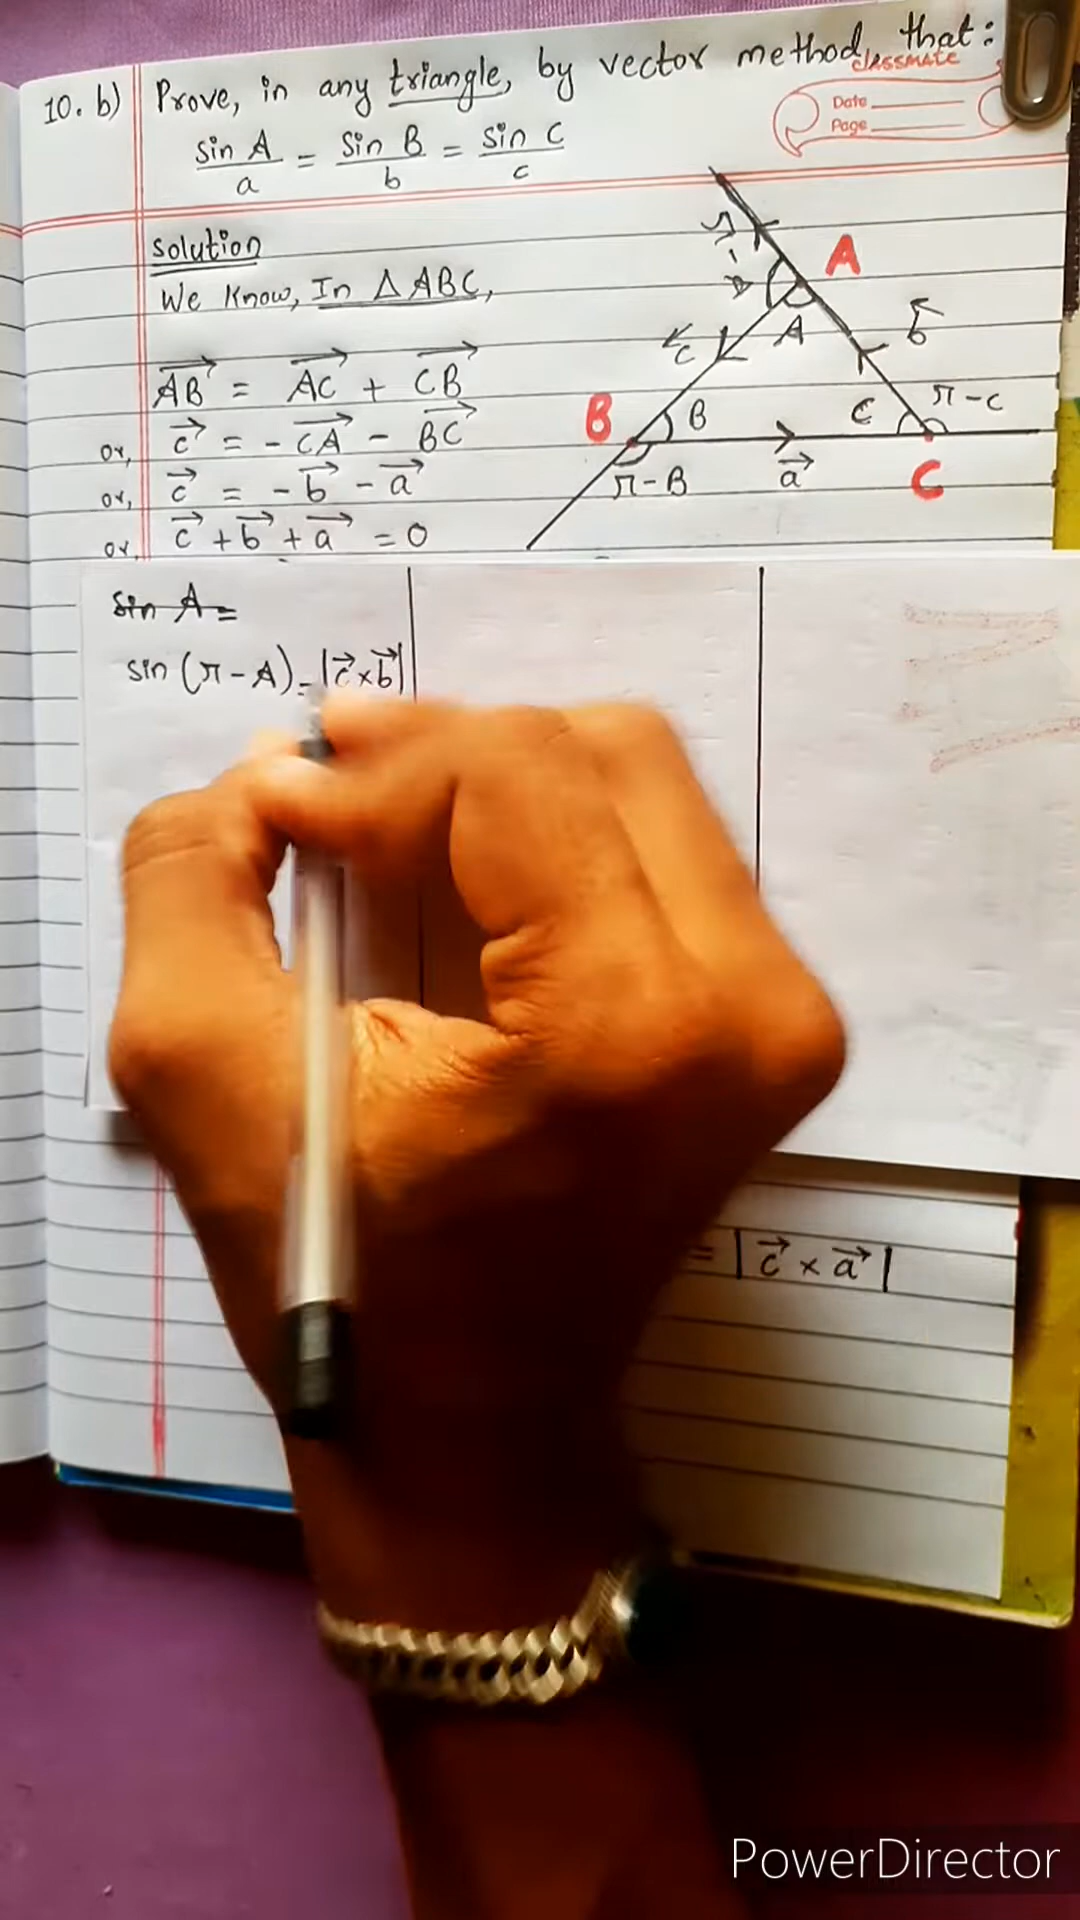 10. b) Prove, in any triangle, by vector method, that:
classmate
Date
Page
sin A/a = sin B/b = sin C/c
Solution
We know, In ΔABC,
AB→ = AC→ + CB→
or, c→ = - CA→ - BC→
or, c→ = - b→ - a→
or, c→ + b→ + a→ = 0
π - A
A
A
c→
b→
B
B
C
π-C
π-B
a→
C
sin A =
sin (π - A) = |c→ × b→|
= |c→ × a→|
PowerDirector